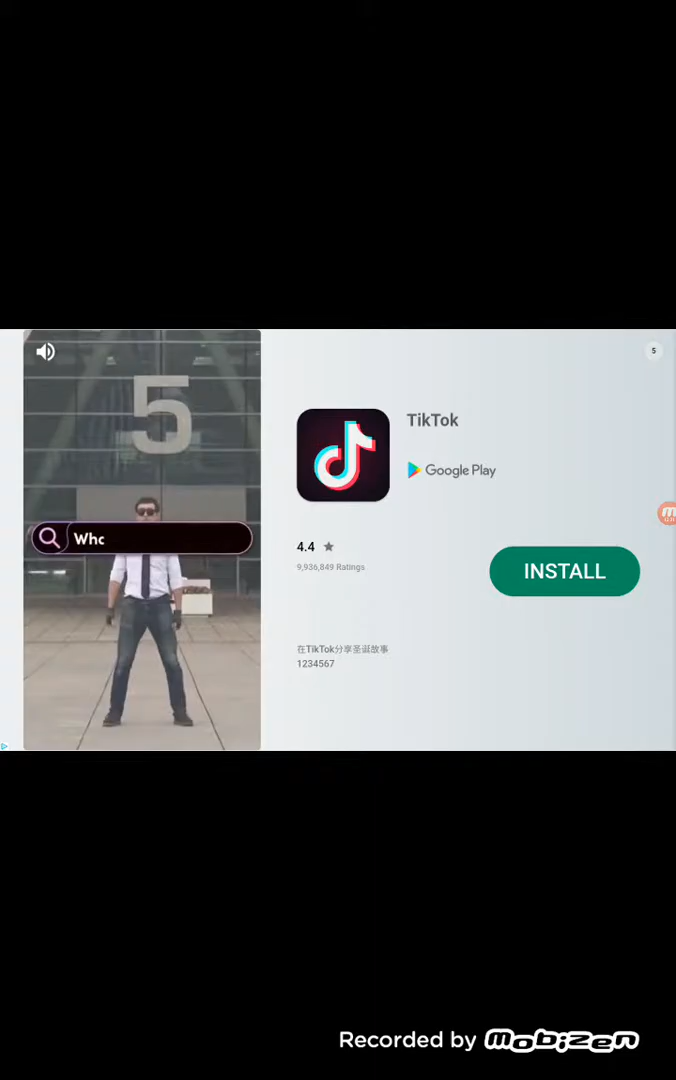 5
5
TikTok
Google Play
Whc
4.4
9,936,849 Ratings
INSTALL
在TikTok分享圣诞故事
1234567
Recorded by mobizen